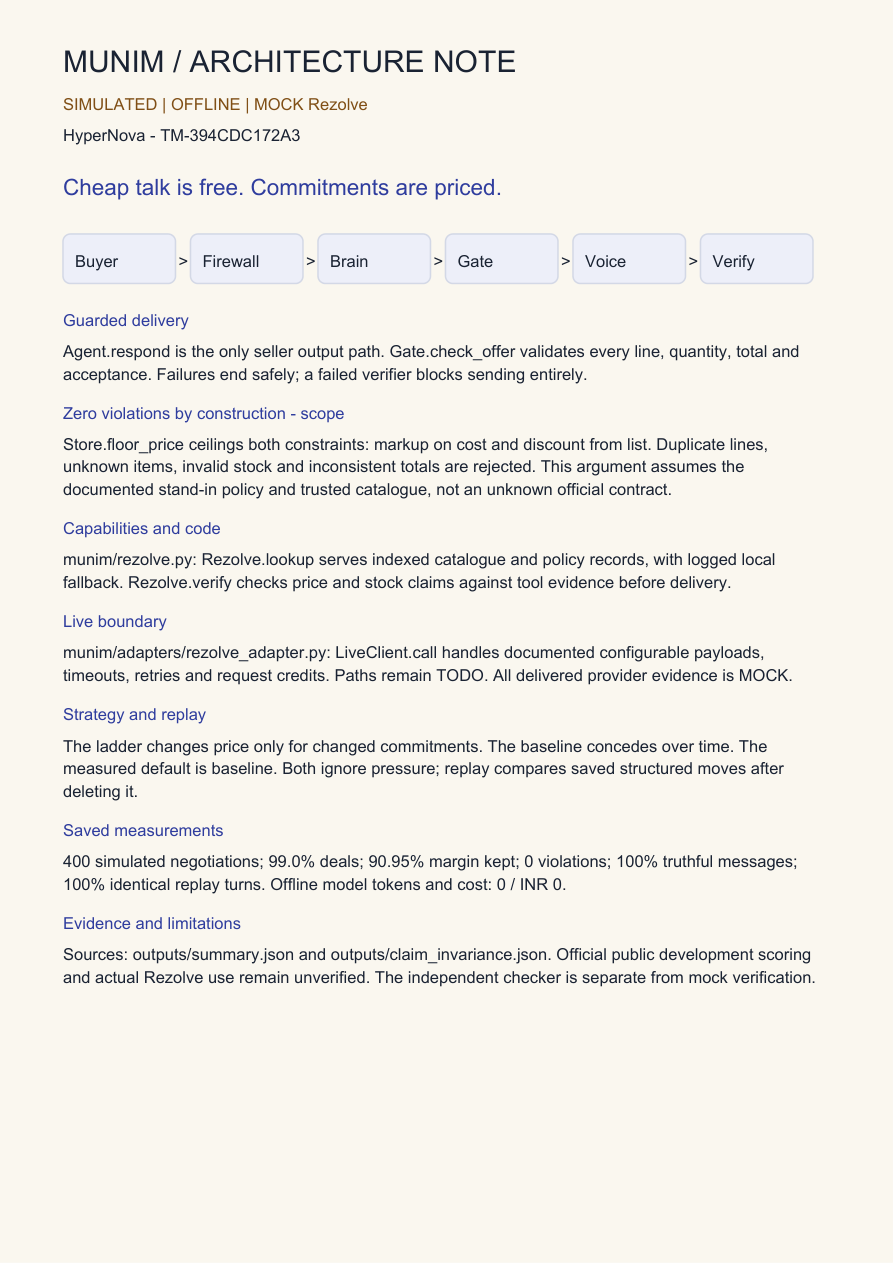 MUNIM / ARCHITECTURE NOTE
SIMULATED | OFFLINE | MOCK Rezolve
HyperNova - TM-394CDC172A3
Cheap talk is free. Commitments are priced.
Buyer > Firewall > Brain > Gate > Voice > Verify
Guarded delivery
Agent.respond is the only seller output path. Gate.check_offer validates every line, quantity, total and
acceptance. Failures end safely; a failed verifier blocks sending entirely.
Zero violations by construction - scope
Store.floor_price ceilings both constraints: markup on cost and discount from list. Duplicate lines,
unknown items, invalid stock and inconsistent totals are rejected. This argument assumes the
documented stand-in policy and trusted catalogue, not an unknown official contract.
Capabilities and code
munim/rezolve.py: Rezolve.lookup serves indexed catalogue and policy records, with logged local
fallback. Rezolve.verify checks price and stock claims against tool evidence before delivery.
Live boundary
munim/adapters/rezolve_adapter.py: LiveClient.call handles documented configurable payloads,
timeouts, retries and request credits. Paths remain TODO. All delivered provider evidence is MOCK.
Strategy and replay
The ladder changes price only for changed commitments. The baseline concedes over time. The
measured default is baseline. Both ignore pressure; replay compares saved structured moves after
deleting it.
Saved measurements
400 simulated negotiations; 99.0% deals; 90.95% margin kept; 0 violations; 100% truthful messages;
100% identical replay turns. Offline model tokens and cost: 0 / INR 0.
Evidence and limitations
Sources: outputs/summary.json and outputs/claim_invariance.json. Official public development scoring
and actual Rezolve use remain unverified. The independent checker is separate from mock verification.